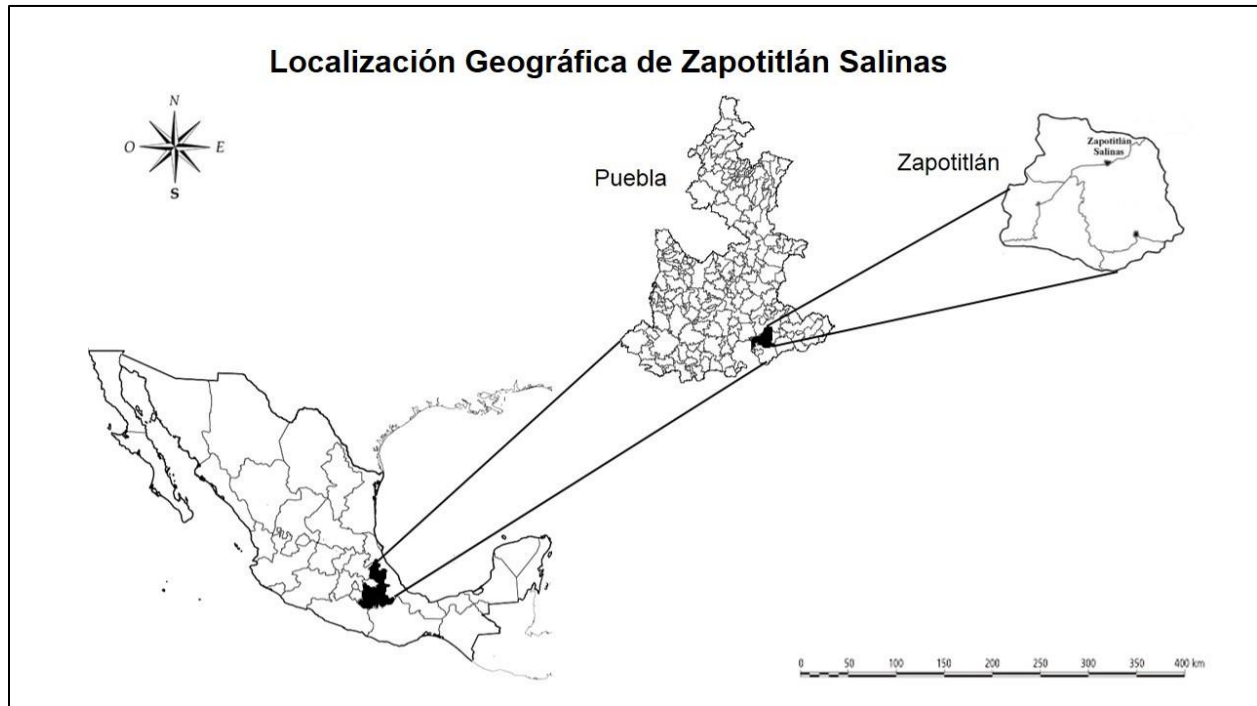 Localización Geográfica de Zapotitlán Salinas
N
O E
S
Puebla
Zapotitlán
Zapotitlán
Salinas
0 50 100 150 200 250 300 350 400 km